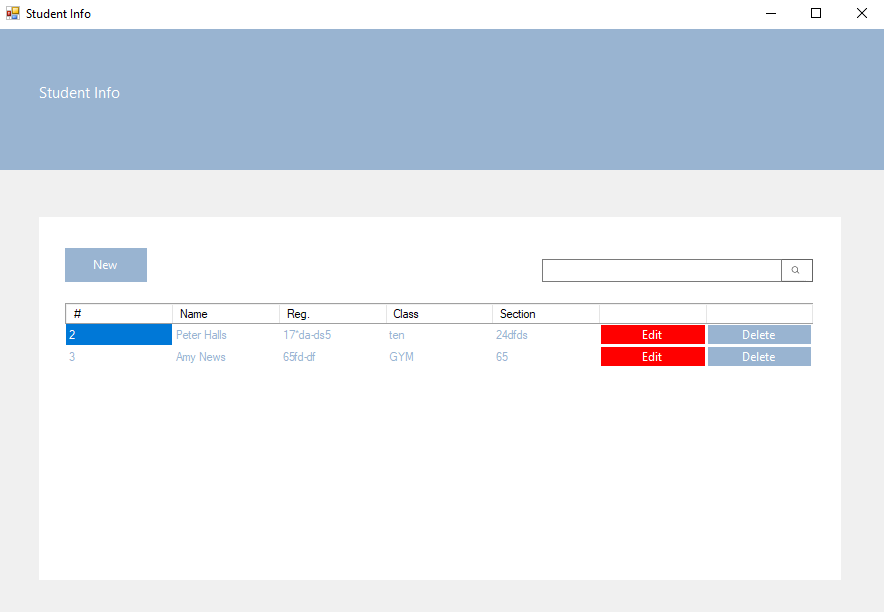 Student Info
Student Info
New
# Name Reg. Class Section
2 Peter Halls 17*da-ds5 ten 24dfds Edit Delete
3 Amy News 65fd-df GYM 65 Edit Delete